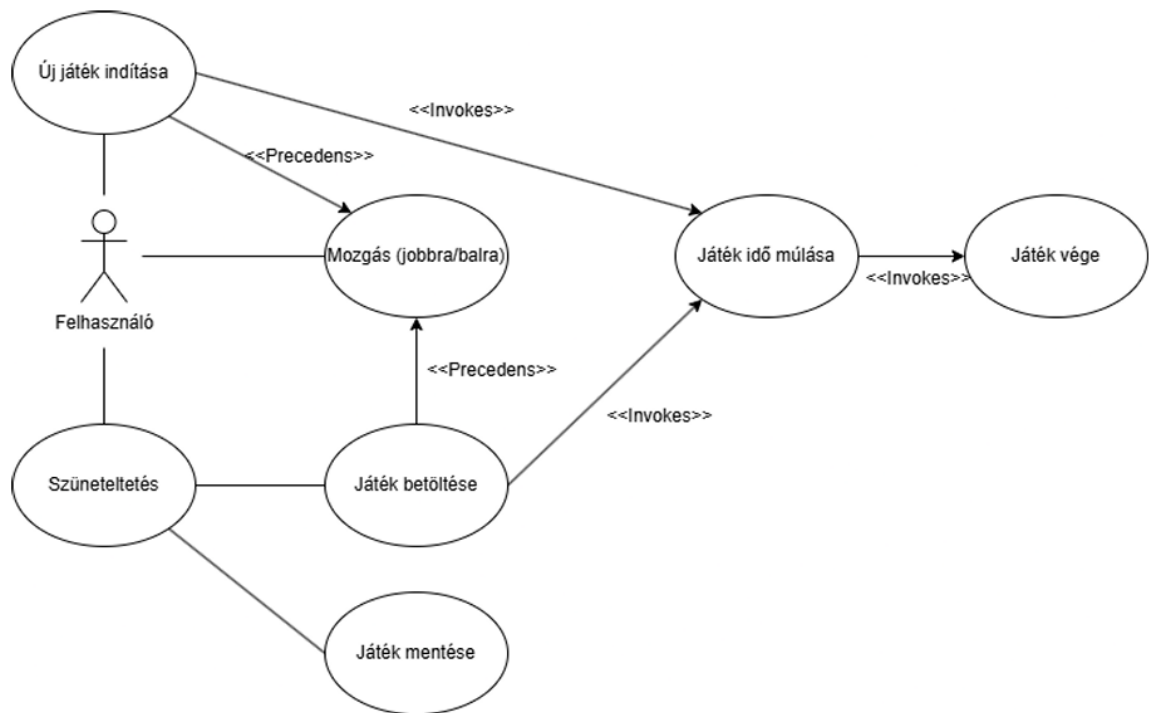 Új játék indítása
<<Invokes>>
<<Precedens>>
Mozgás (jobbra/balra)
Játék idő múlása
Játék vége
<<Invokes>>
Felhasználó
<<Precedens>>
<<Invokes>>
Szüneteltetés
Játék betöltése
Játék mentése